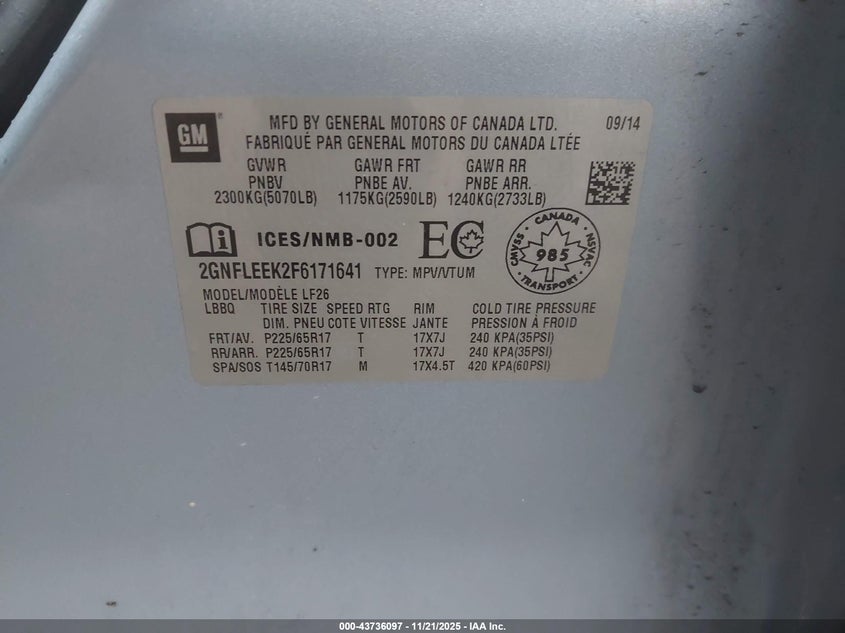 GM
MFD BY GENERAL MOTORS OF CANADA LTD. 09/14
FABRIQUÉ PAR GENERAL MOTORS DU CANADA LTÉE
GVWR GAWR FRT GAWR RR
PNBV PNBE AV. PNBE ARR.
2300KG(5070LB) 1175KG(2590LB) 1240KG(2733LB)
ICES/NMB-002 EC
CANADA
CMVSS 985 NSVAC
TRANSPORT
2GNFLEEK2F6171641 TYPE: MPV/VTUM
MODEL/MODÈLE LF26
LBBQ TIRE SIZE SPEED RTG RIM COLD TIRE PRESSURE
DIM. PNEU COTE VITESSE JANTE PRESSION À FROID
FRT/AV. P225/65R17 T 17X7J 240 KPA(35PSI)
RR/ARR. P225/65R17 T 17X7J 240 KPA(35PSI)
SPA/SOS T145/70R17 M 17X4.5T 420 KPA(60PSI)
000-43736097 - 11/21/2025 - IAA Inc.